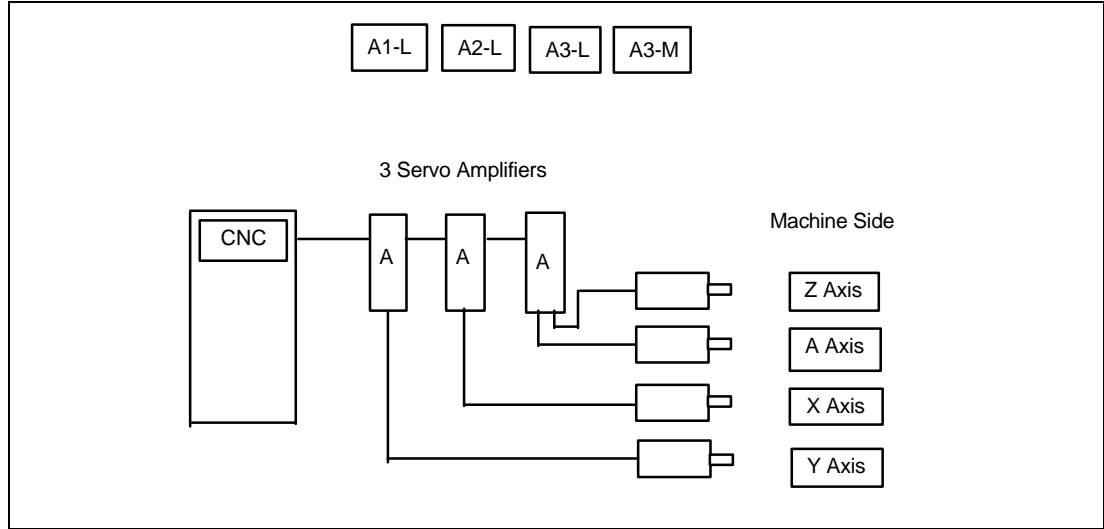 A1-L A2-L A3-L A3-M
3 Servo Amplifiers
Machine Side
CNC
A A A
Z Axis
A Axis
X Axis
Y Axis